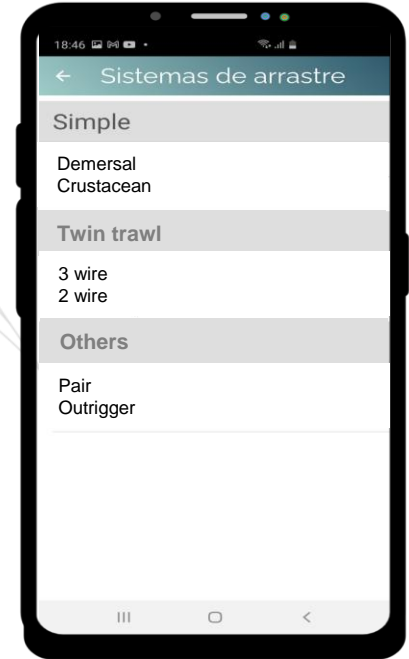 18:46
Sistemas de arrastre
Simple
Demersal
Crustacean
Twin trawl
3 wire
2 wire
Others
Pair
Outrigger